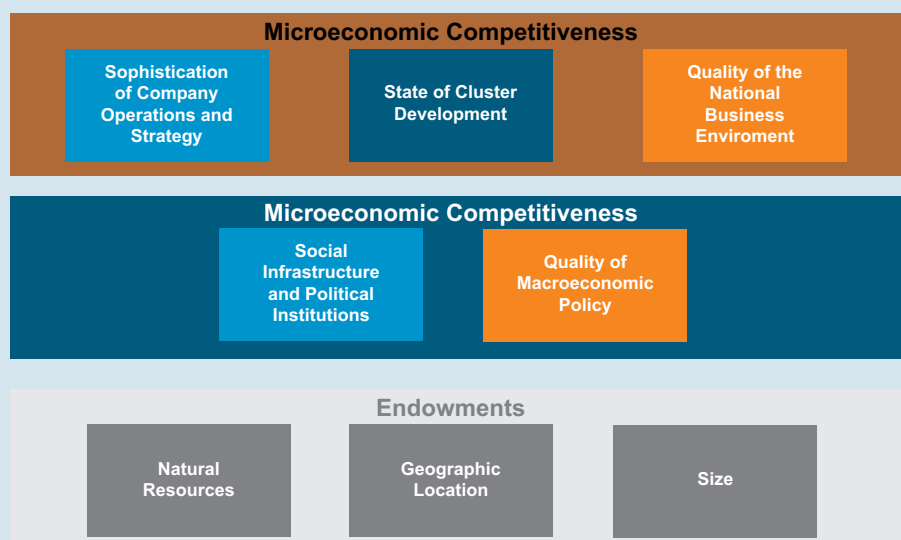 Microeconomic Competitiveness
Sophistication
of Company
Operations and
Strategy
State of Cluster
Development
Quality of the
National
Business
Enviroment
Microeconomic Competitiveness
Social
Infrastructure
and Political
Institutions
Quality of
Macroeconomic
Policy
Endowments
Natural
Resources
Geographic
Location
Size